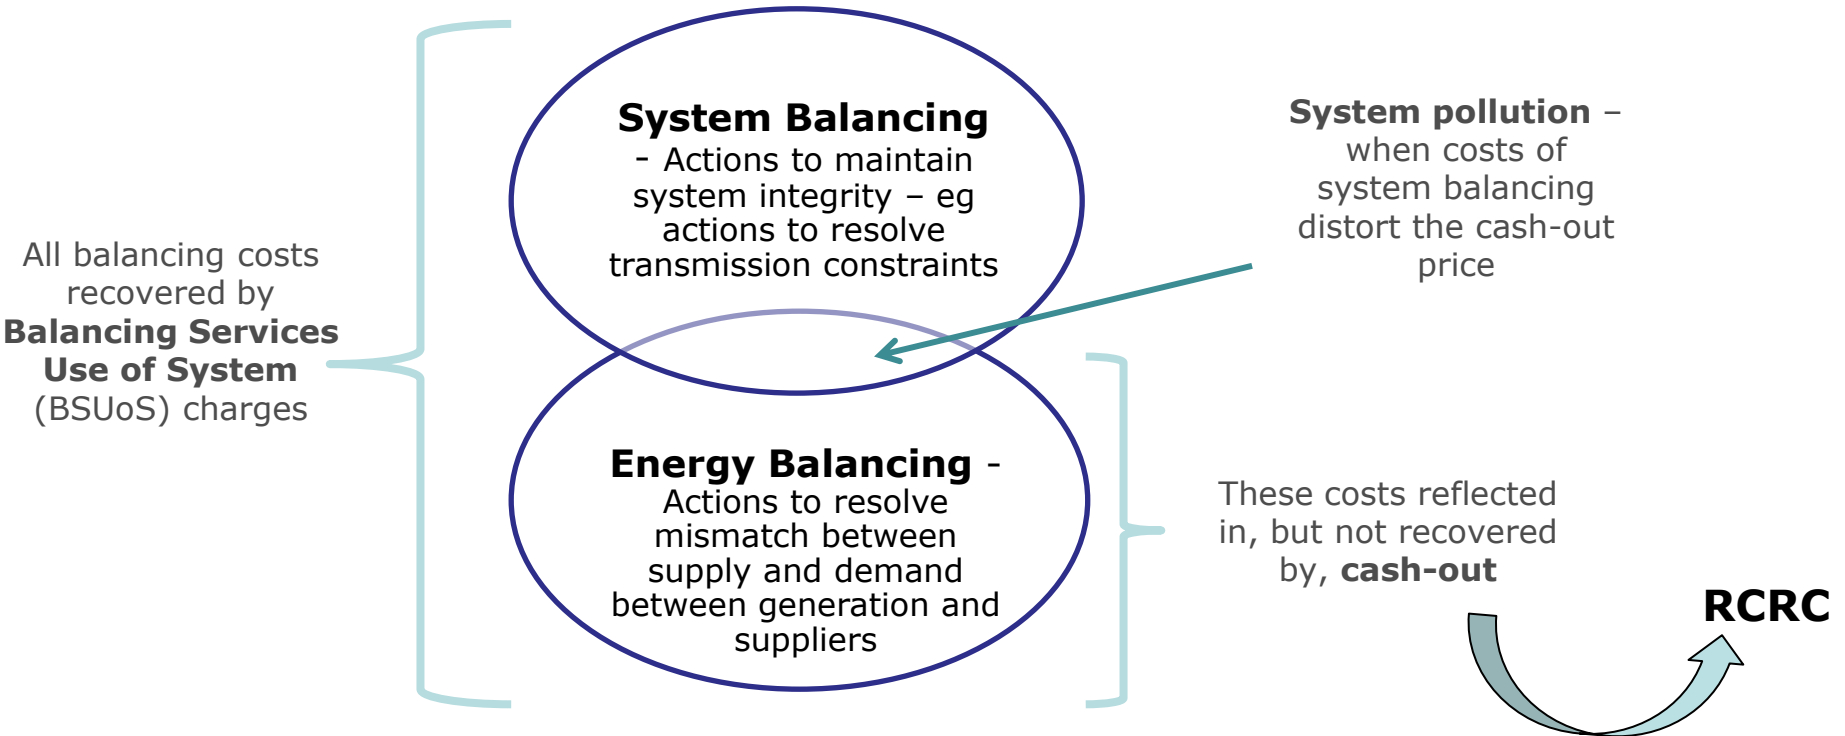 All balancing costs
recovered by
Balancing Services
Use of System
(BSUoS) charges
System Balancing
- Actions to maintain
system integrity – eg
actions to resolve
transmission constraints
System pollution –
when costs of
system balancing
distort the cash-out
price
Energy Balancing -
Actions to resolve
mismatch between
supply and demand
between generation and
suppliers
These costs reflected
in, but not recovered
by, cash-out
RCRC